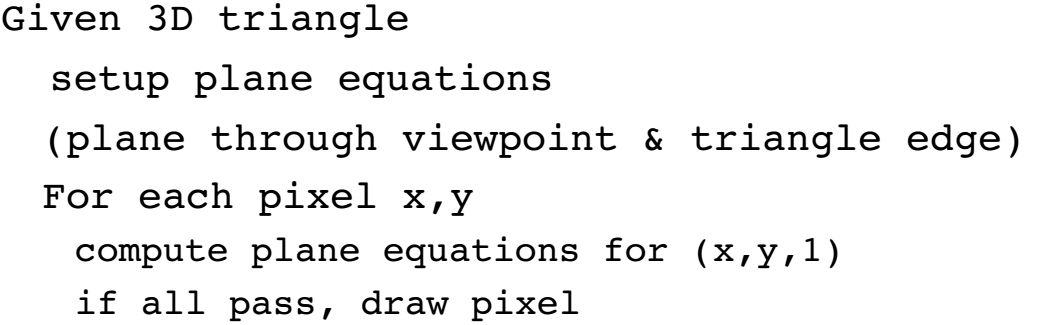 Given 3D triangle
setup plane equations
(plane through viewpoint & triangle edge)
For each pixel x,y
compute plane equations for (x,y,1)
if all pass, draw pixel